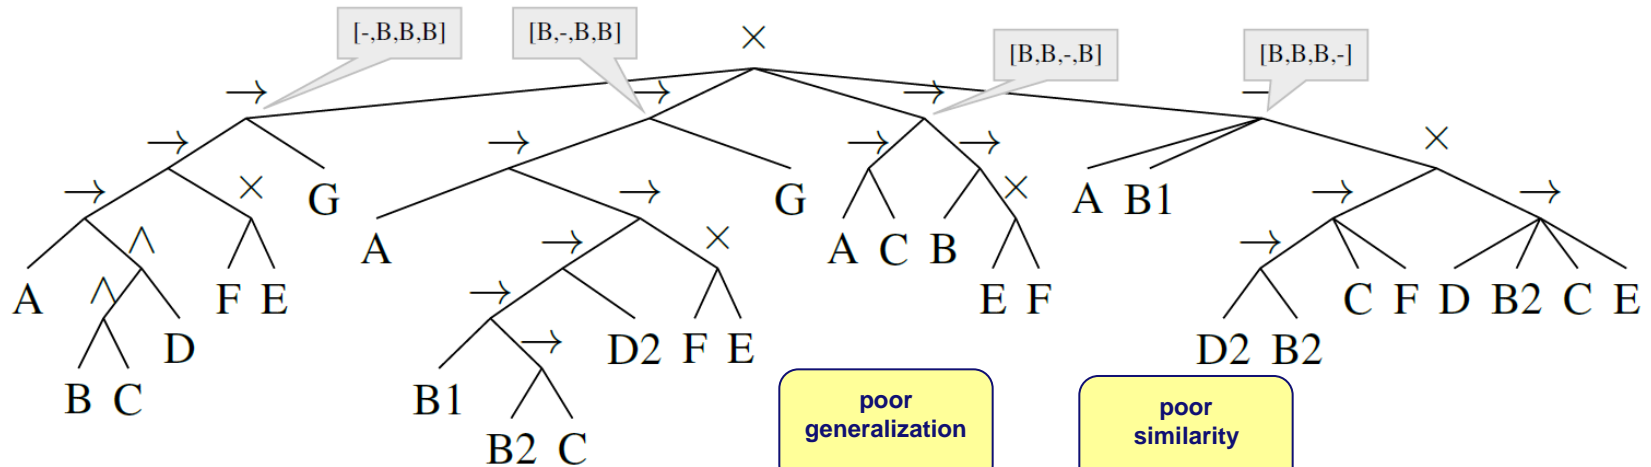 [-,B,B,B] [B,-,B,B] × [B,B,-,B] [B,B,B,-]
→ → → –
→ → → → ×
→ × G → G × A B1 → →
A ∧ A → × A C B →
∧ F E → E F C F D B2 C E
D D2 F E D2 B2
B C B1 →
B2 C
poor
generalization
poor
similarity